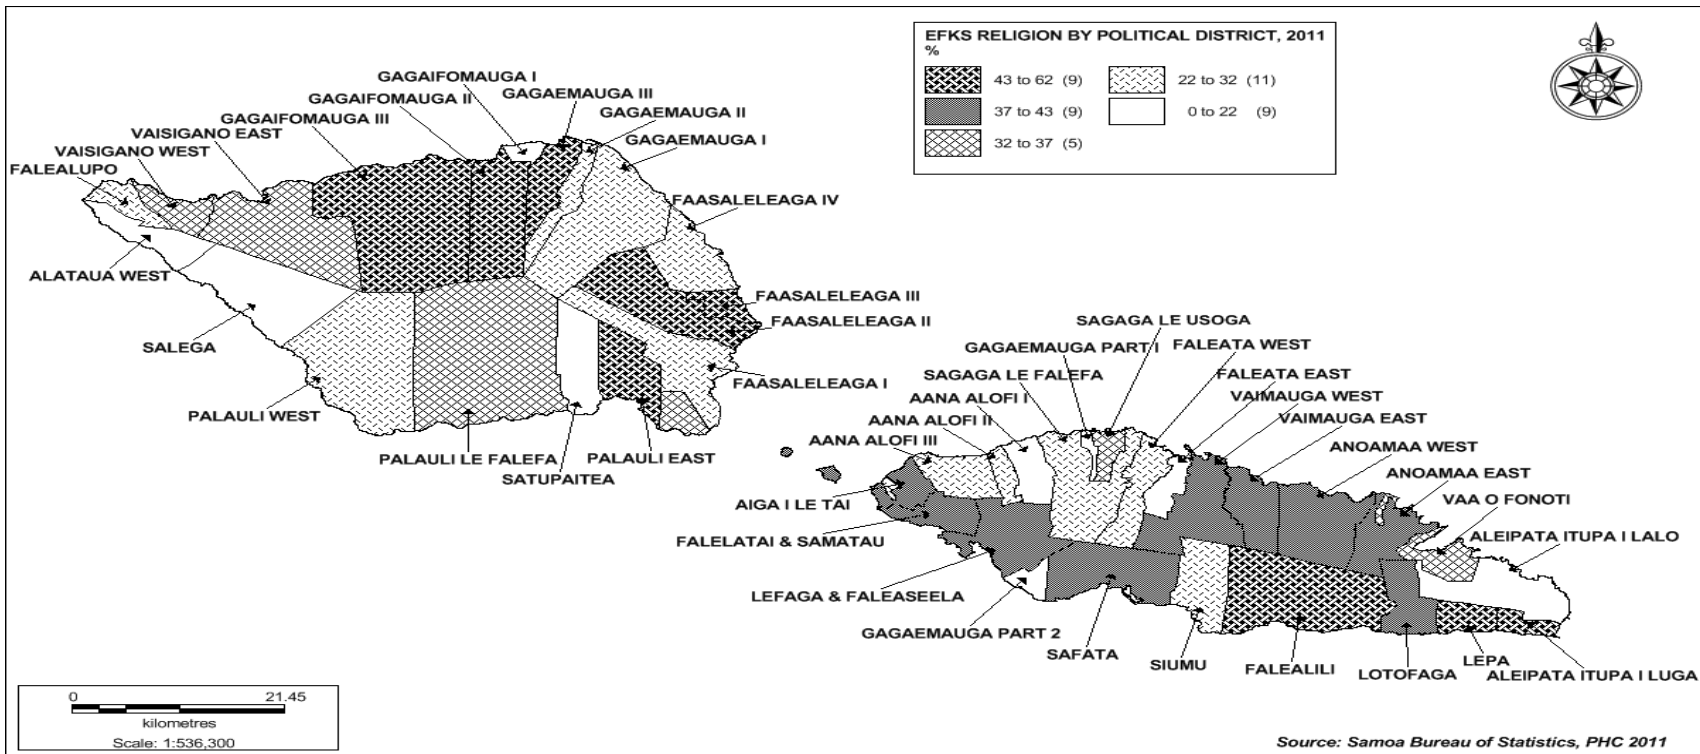 EFKS RELIGION BY POLITICAL DISTRICT, 2011
%
43 to 62 (9)
37 to 43 (9)
32 to 37 (5)
22 to 32 (11)
0 to 22 (9)
GAGAIFOMAUGA I
GAGAIFOMAUGA II
GAGAEMAUGA III
GAGAIFOMAUGA III
GAGAEMAUGA II
VAISIGANO EAST
GAGAEMAUGA I
VAISIGANO WEST
FALEALUPO
FAASALELEAGA IV
ALATAUA WEST
FAASALELEAGA III
FAASALELEAGA II
SALEGA
FAASALELEAGA I
PALAULI WEST
PALAULI LE FALEFA
PALAULI EAST
SATUPAITEA
SAGAGA LE USOGA
GAGAEMAUGA PART I
FALEATA WEST
SAGAGA LE FALEFA
FALEATA EAST
AANA ALOFI I
VAIMAUGA WEST
AANA ALOFI II
VAIMAUGA EAST
AANA ALOFI III
ANOAMAA WEST
ANOAMAA EAST
AIGA I LE TAI
VAA O FONOTI
FALELATAI & SAMATAU
ALEIPATA ITUPA I LALO
LEFAGA & FALEASEELA
GAGAEMAUGA PART 2
SAFATA
SIUMU
FALEALILI
LOTOFAGA
LEPA
ALEIPATA ITUPA I LUGA
0 21.45
kilometres
Scale: 1:536,300
Source: Samoa Bureau of Statistics, PHC 2011